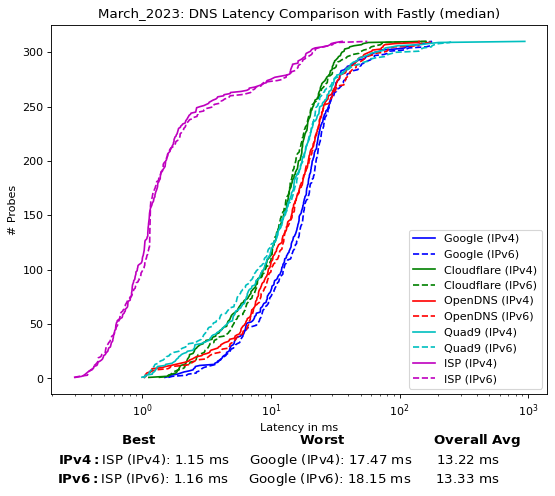 March_2023: DNS Latency Comparison with Fastly (median)
# Probes
300
250
200
150
100
50
0
Google (IPv4)
Google (IPv6)
Cloudflare (IPv4)
Cloudflare (IPv6)
OpenDNS (IPv4)
OpenDNS (IPv6)
Quad9 (IPv4)
Quad9 (IPv6)
ISP (IPv4)
ISP (IPv6)
10⁰ 10¹ 10² 10³
Latency in ms
Best Worst Overall Avg
IPv4: ISP (IPv4): 1.15 ms Google (IPv4): 17.47 ms 13.22 ms
IPv6: ISP (IPv6): 1.16 ms Google (IPv6): 18.15 ms 13.33 ms